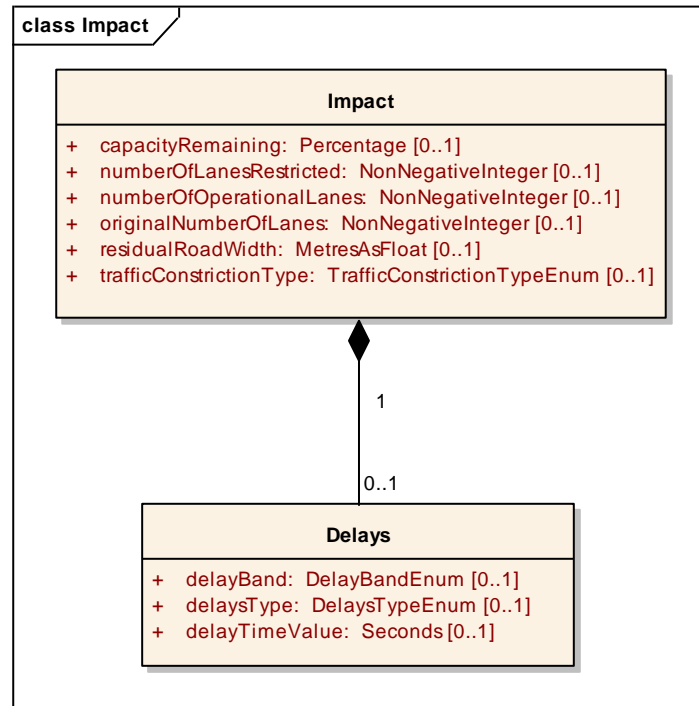 class Impact
Impact
+ capacityRemaining: Percentage [0..1]
+ numberOfLanesRestricted: NonNegativeInteger [0..1]
+ numberOfOperationalLanes: NonNegativeInteger [0..1]
+ originalNumberOfLanes: NonNegativeInteger [0..1]
+ residualRoadWidth: MetresAsFloat [0..1]
+ trafficConstrictionType: TrafficConstrictionTypeEnum [0..1]
1
0..1
Delays
+ delayBand: DelayBandEnum [0..1]
+ delaysType: DelaysTypeEnum [0..1]
+ delayTimeValue: Seconds [0..1]